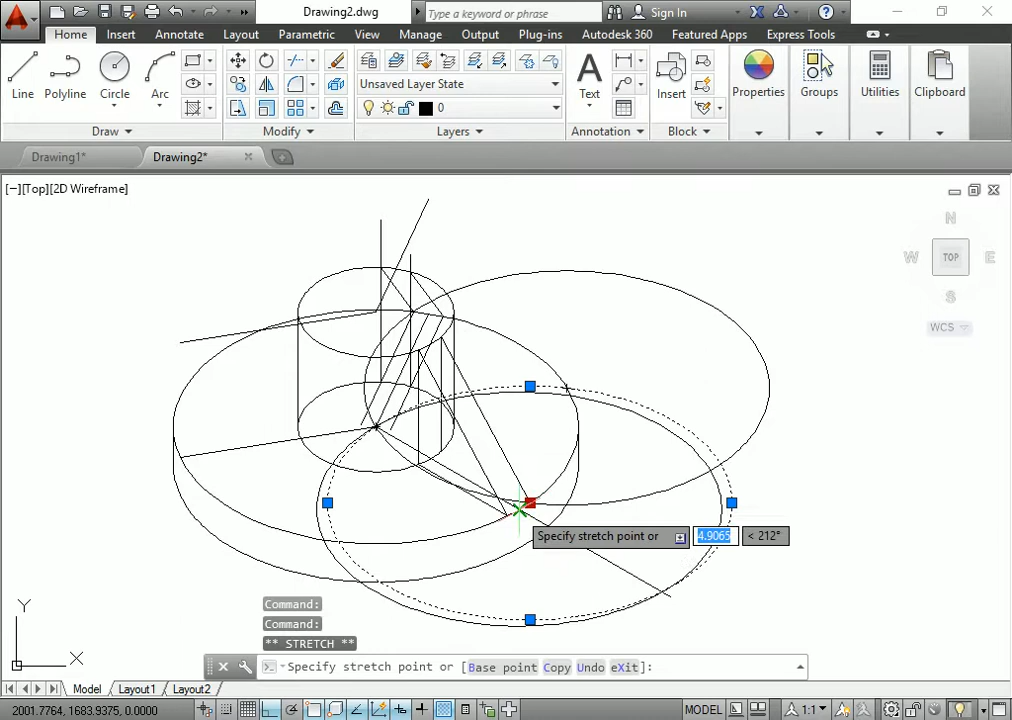 Drawing2.dwg
Type a keyword or phrase
Sign In
Home Insert Annotate Layout Parametric View Manage Output Plug-ins Autodesk 360 Featured Apps Express Tools
Line Polyline Circle Arc
Unsaved Layer State
0
Text
Insert
Properties Groups Utilities Clipboard
Draw Modify Layers Annotation Block
Drawing1* Drawing2*
[−][Top][2D Wireframe]
N
W TOP E
S
WCS
Specify stretch point or 4.9065 < 212°
Command:
Command:
** STRETCH **
Y
X
Specify stretch point or [Base point Copy Undo eXit]:
Model Layout1 Layout2
2001.7764, 1683.9375, 0.0000 MODEL 1:1